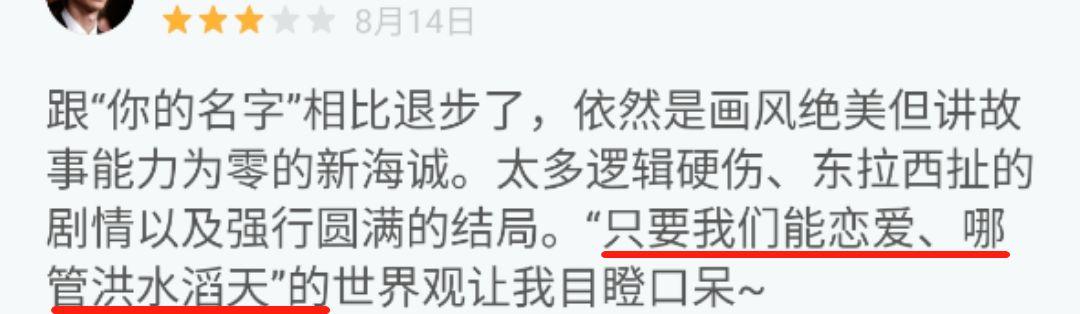 8月14日
跟“你的名字”相比退步了，依然是画风绝美但讲故
事能力为零的新海诚。太多逻辑硬伤、东拉西扯的
剧情以及强行圆满的结局。“只要我们能恋爱、哪
管洪水滔天”的世界观让我目瞪口呆~